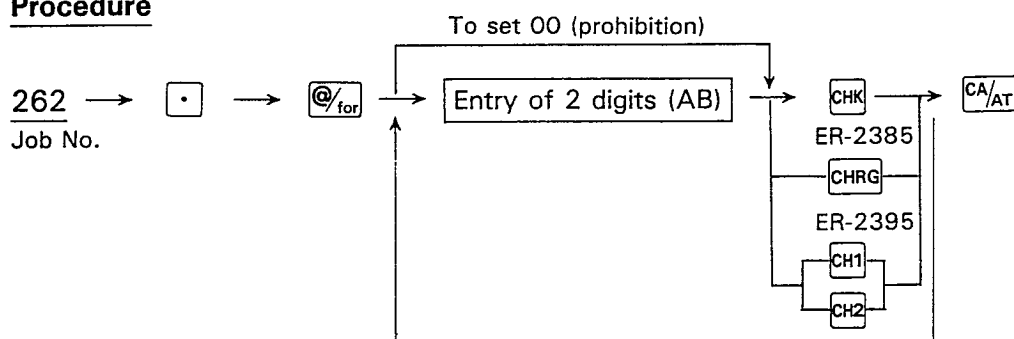 Procedure
To set 00 (prohibition)
262 · @/for Entry of 2 digits (AB) CHK CA/AT
Job No.
ER-2385
CHRG
ER-2395
CH1
CH2